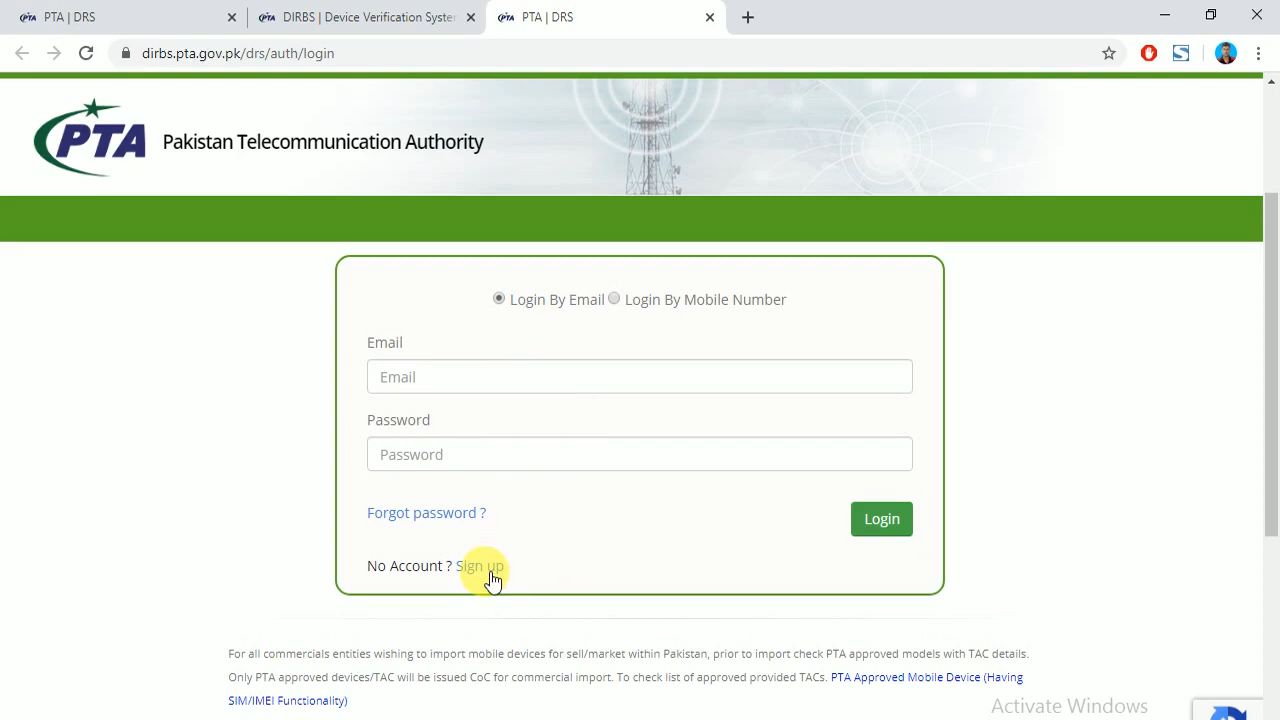 PTA | DRS
DIRBS | Device Verification Syste
PTA | DRS
dirbs.pta.gov.pk/drs/auth/login
PTA Pakistan Telecommunication Authority
Login By Email Login By Mobile Number
Email
Email
Password
Password
Forgot password ?
Login
No Account ? Sign up
For all commercials entities wishing to import mobile devices for sell/market within Pakistan, prior to import check PTA approved models with TAC details.
Only PTA approved devices/TAC will be issued CoC for commercial import. To check list of approved provided TACs. PTA Approved Mobile Device (Having
SIM/IMEI Functionality)
Activate Windows